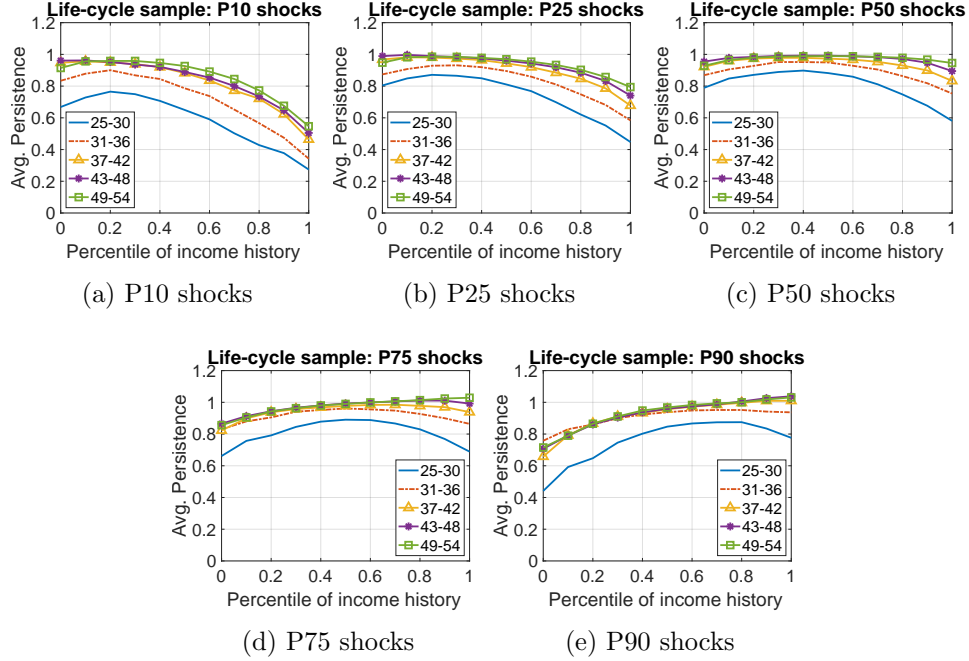 Life-cycle sample: P10 shocks
Avg. Persistence
1.2
1
0.8
0.6
0.4
0.2
0
25-30
31-36
37-42
43-48
49-54
0 0.2 0.4 0.6 0.8 1
Percentile of income history
(a) P10 shocks
Life-cycle sample: P25 shocks
Avg. Persistence
1.2
1
0.8
0.6
0.4
0.2
0
25-30
31-36
37-42
43-48
49-54
0 0.2 0.4 0.6 0.8 1
Percentile of income history
(b) P25 shocks
Life-cycle sample: P50 shocks
Avg. Persistence
1.2
1
0.8
0.6
0.4
0.2
0
25-30
31-36
37-42
43-48
49-54
0 0.2 0.4 0.6 0.8 1
Percentile of income history
(c) P50 shocks
Life-cycle sample: P75 shocks
Avg. Persistence
1.2
1
0.8
0.6
0.4
0.2
0
25-30
31-36
37-42
43-48
49-54
0 0.2 0.4 0.6 0.8 1
Percentile of income history
(d) P75 shocks
Life-cycle sample: P90 shocks
Avg. Persistence
1.2
1
0.8
0.6
0.4
0.2
0
25-30
31-36
37-42
43-48
49-54
0 0.2 0.4 0.6 0.8 1
Percentile of income history
(e) P90 shocks